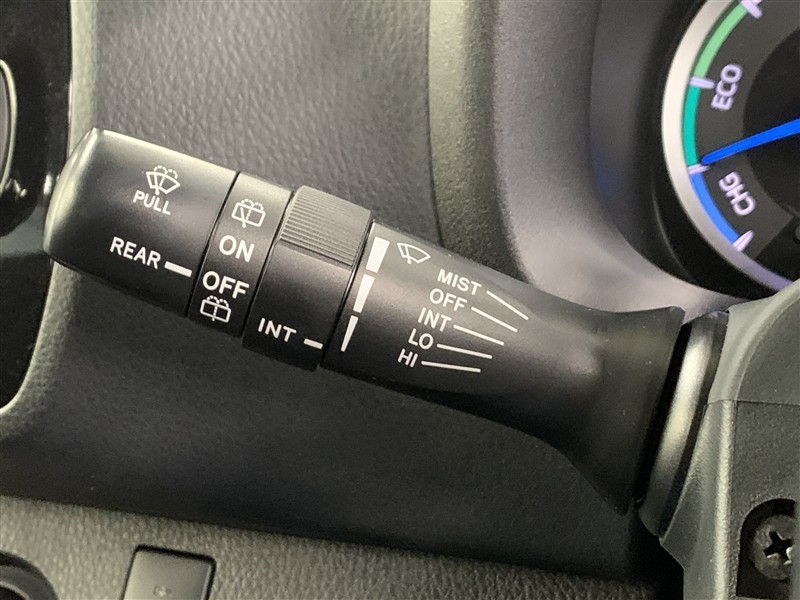 PULL
REAR
ON
OFF
INT
MIST
OFF
INT
LO
HI
ECO
CHG